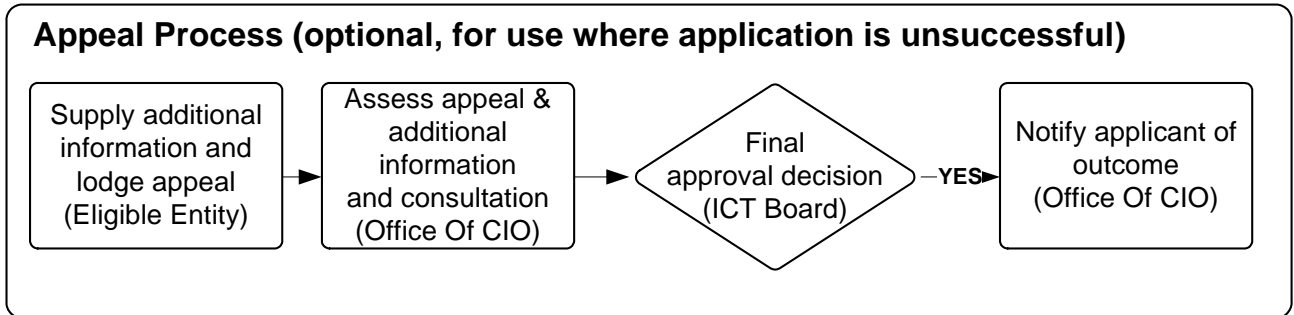 Appeal Process (optional, for use where application is unsuccessful)
Supply additional
information and
lodge appeal
(Eligible Entity)
Assess appeal &
additional
information
and consultation
(Office Of CIO)
Final
approval decision
(ICT Board)
YES
Notify applicant of
outcome
(Office Of CIO)